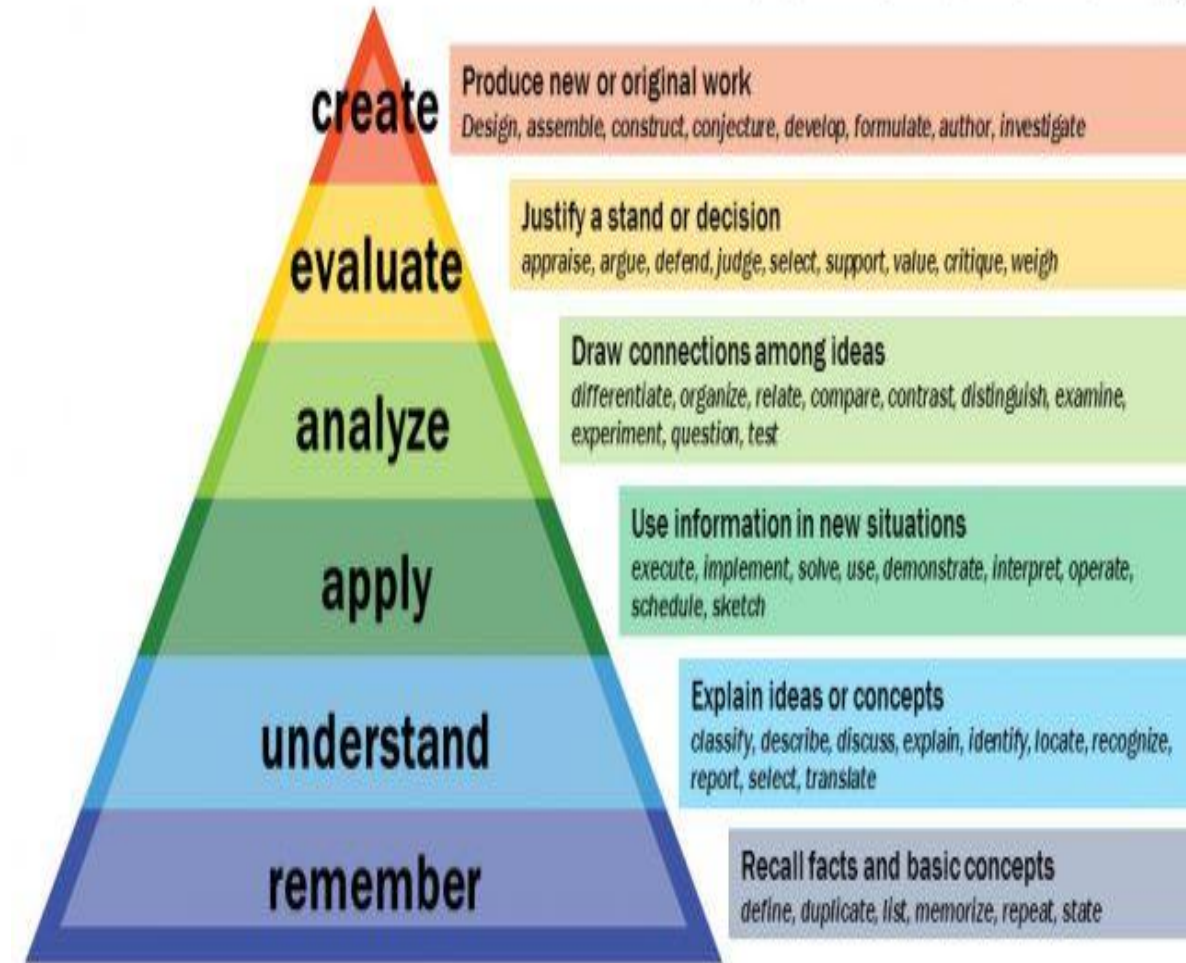 create
Produce new or original work
Design, assemble, construct, conjecture, develop, formulate, author, investigate
evaluate
Justify a stand or decision
appraise, argue, defend, judge, select, support, value, critique, weigh
analyze
Draw connections among ideas
differentiate, organize, relate, compare, contrast, distinguish, examine,
experiment, question, test
apply
Use information in new situations
execute, implement, solve, use, demonstrate, interpret, operate,
schedule, sketch
understand
Explain ideas or concepts
classify, describe, discuss, explain, identify, locate, recognize,
report, select, translate
remember
Recall facts and basic concepts
define, duplicate, list, memorize, repeat, state